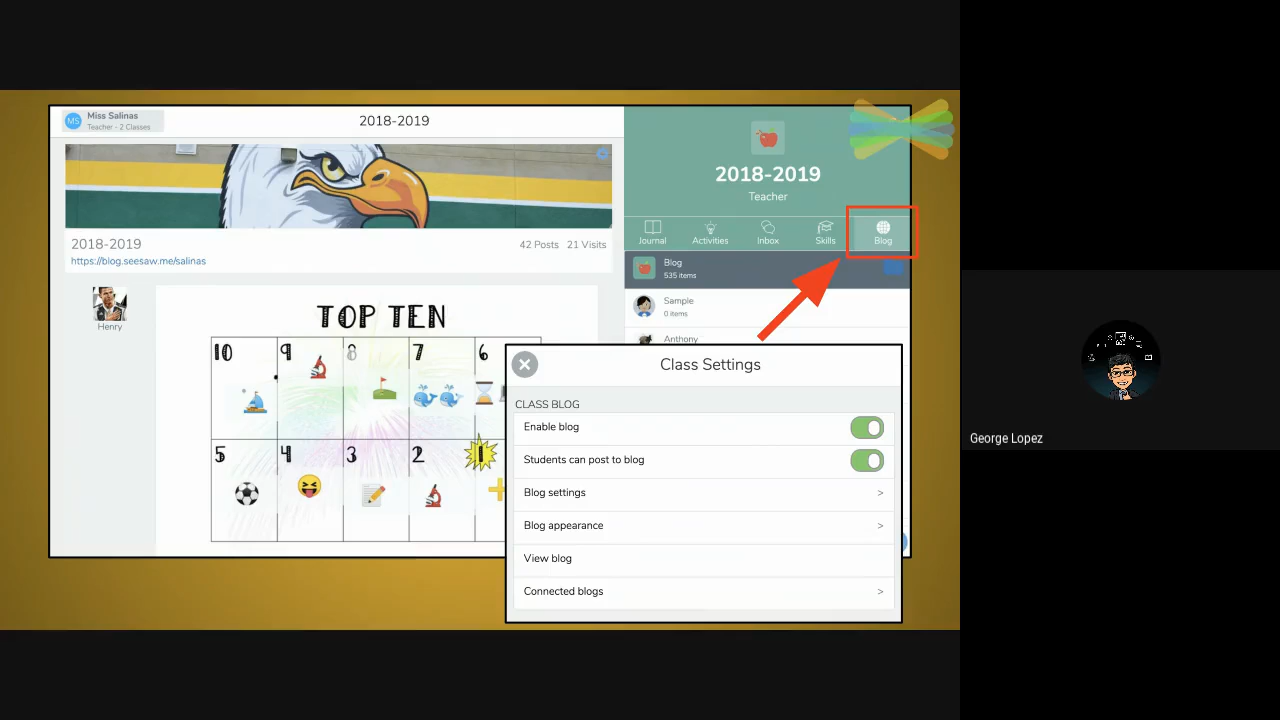 MS
Miss Salinas
Teacher - 2 Classes
2018-2019
2018-2019
42 Posts 21 Visits
https://blog.seesaw.me/salinas
Henry
TOP TEN
10 9 8 7 6
5 4 3 2 1
2018-2019
Teacher
Journal Activities Inbox Skills Blog
Blog
535 items
Sample
0 items
Anthony
Class Settings
CLASS BLOG
Enable blog
Students can post to blog
Blog settings >
Blog appearance >
View blog
Connected blogs >
George Lopez